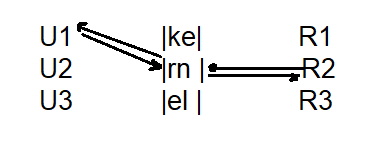 U1 |ke| R1
U2 |rn | R2
U3 |el | R3